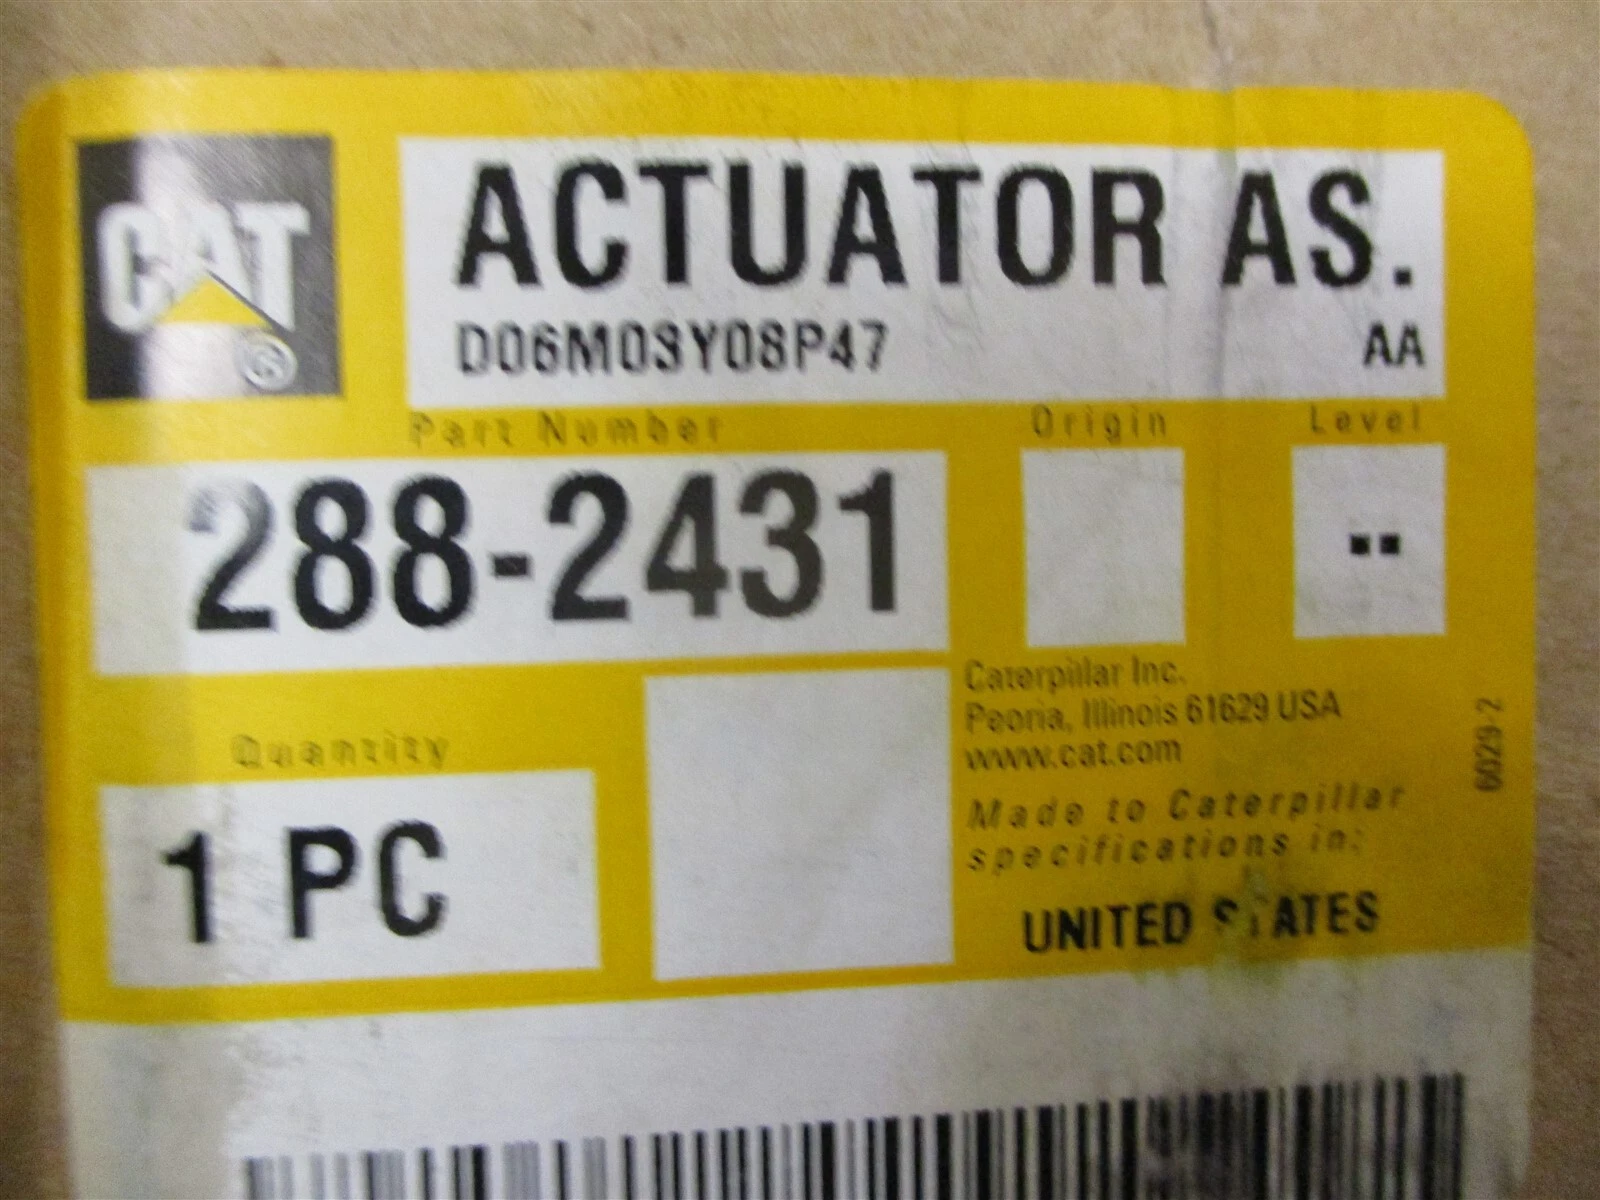 CAT
®
ACTUATOR AS.
D06M03Y08P47 AA
Part Number Origin Level
288-2431 --
Quantity
1 PC
Caterpillar Inc.
Peoria, Illinois 61629 USA
www.cat.com
Made to Caterpillar
specifications in:
UNITED STATES
6029-2